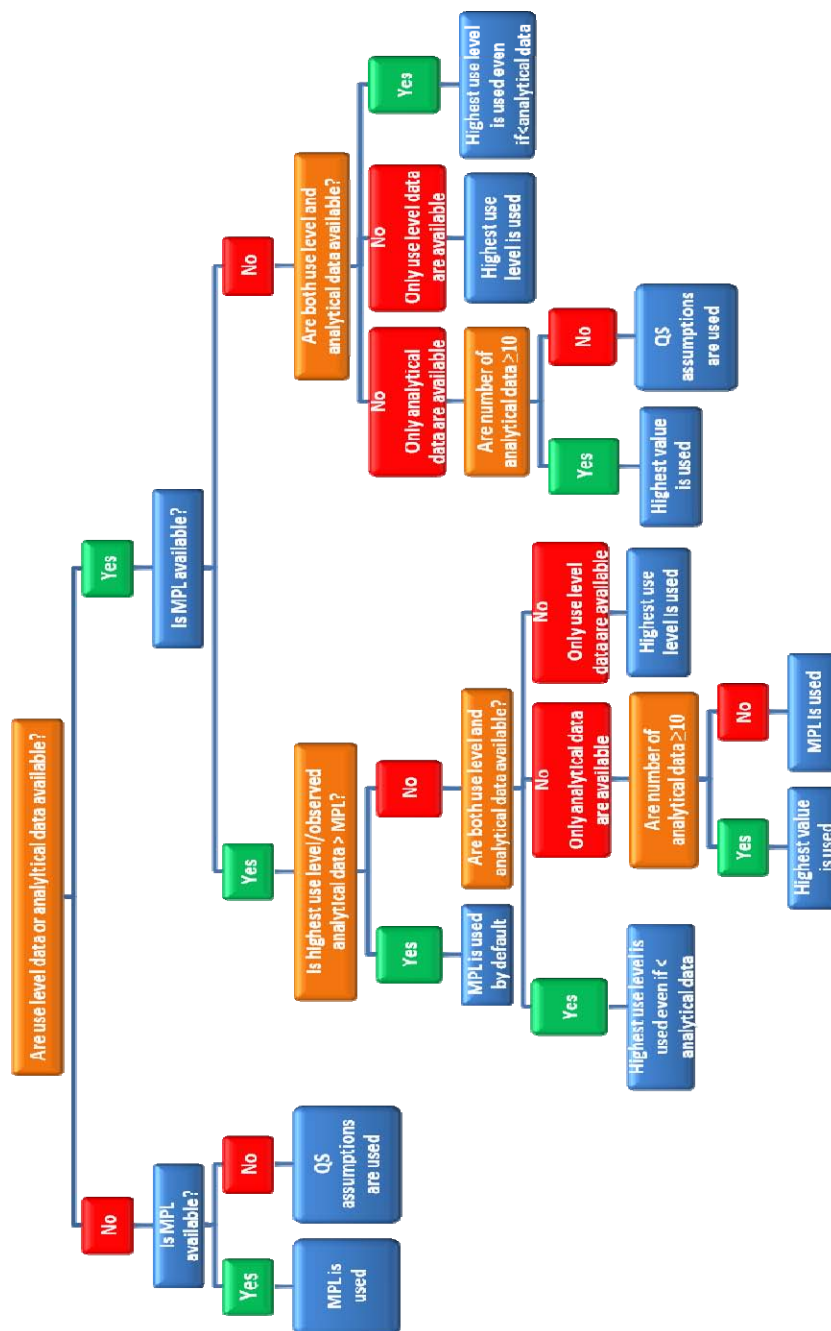 Are use level data or analyltical data available?
No
Yes
Is MPL
available?
Is MPL available?
Yes
No
Yes
No
MPL is
used
QS
assumptions
are used
Is highest use level/observed
analytical data > MPL?
Are both use level and
analytical data available?
Yes
No
No
Only analytical
data are available
No
Only use level data
are available
Yes
MPL is used
by default
Are both use level and
analytical data available?
Are number of
analytical data ≥10
Highest use
level is used
Highest use level
is used even
if<analytical data
Yes
No
Only analytical data
are available
No
Only use level
data are available
Yes
No
Highest use level is
used even if <
analytical data
Are number of
analytical data ≥10
Highest use
level is used
Highest value
is used
QS
assumptions
are used
Yes
No
Highest value
is used
MPL is used